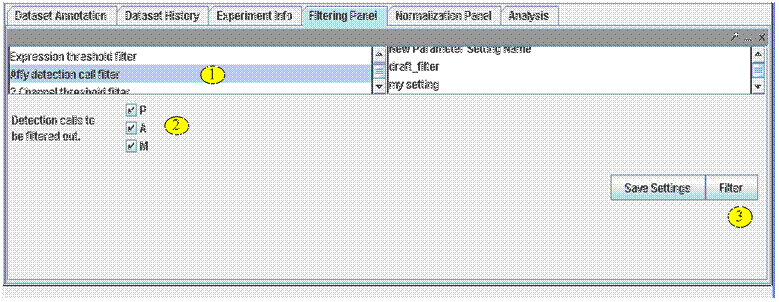 Dataset Annotation Dataset History Experiment Info Filtering Panel Normalization Panel Analysis
Expression threshold filter
Affy detection call filter
2 Channel threshold filter
New Parameter Setting Name
draft_filter
my setting
1
Detection calls to
be filtered out.
P
A
M
2
Save Settings Filter
3